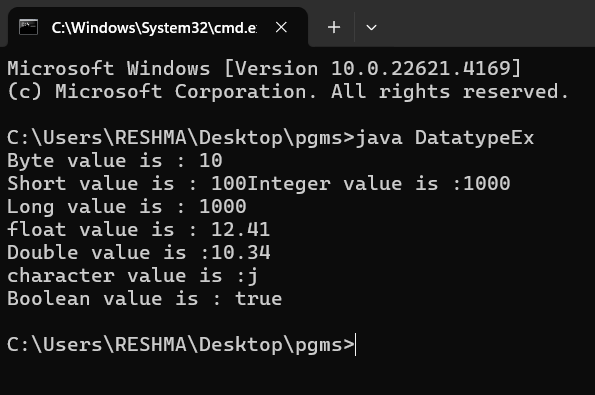 C:\Windows\System32\cmd.e
Microsoft Windows [Version 10.0.22621.4169]
(c) Microsoft Corporation. All rights reserved.
C:\Users\RESHMA\Desktop\pgms>java DatatypeEx
Byte value is : 10
Short value is : 100Integer value is :1000
Long value is : 1000
float value is : 12.41
Double value is :10.34
character value is :j
Boolean value is : true
C:\Users\RESHMA\Desktop\pgms>